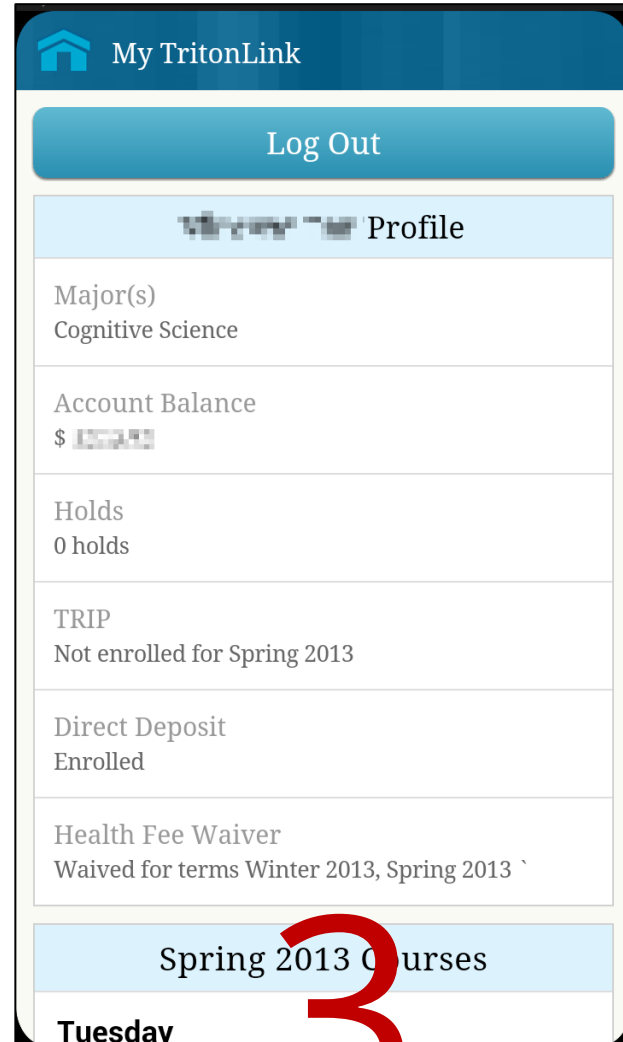 My TritonLink
Log Out
Profile
Major(s)
Cognitive Science
Account Balance
$
Holds
0 holds
TRIP
Not enrolled for Spring 2013
Direct Deposit
Enrolled
Health Fee Waiver
Waived for terms Winter 2013, Spring 2013 `
Spring 2013 Courses
3
Tuesday